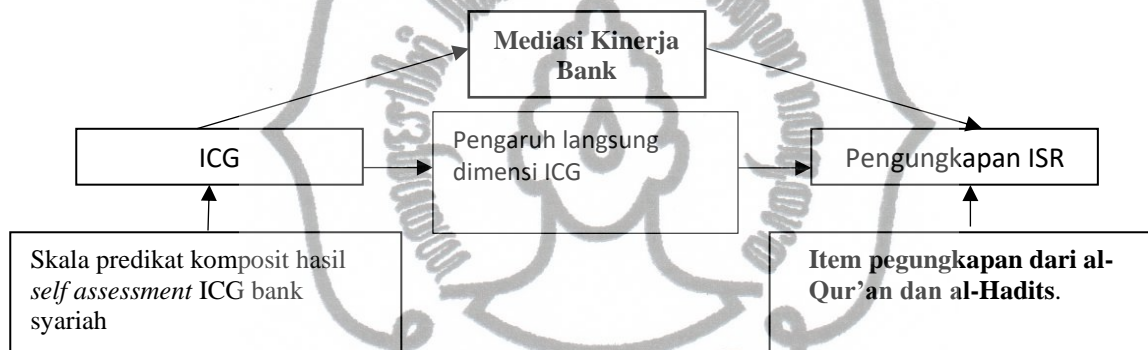 Mediasi Kinerja
Bank
ICG
Pengaruh langsung
dimensi ICG
Pengungkapan ISR
Skala predikat komposit hasil
self assessment ICG bank
syariah
Item pegungkapan dari al-
Qur’an dan al-Hadits.